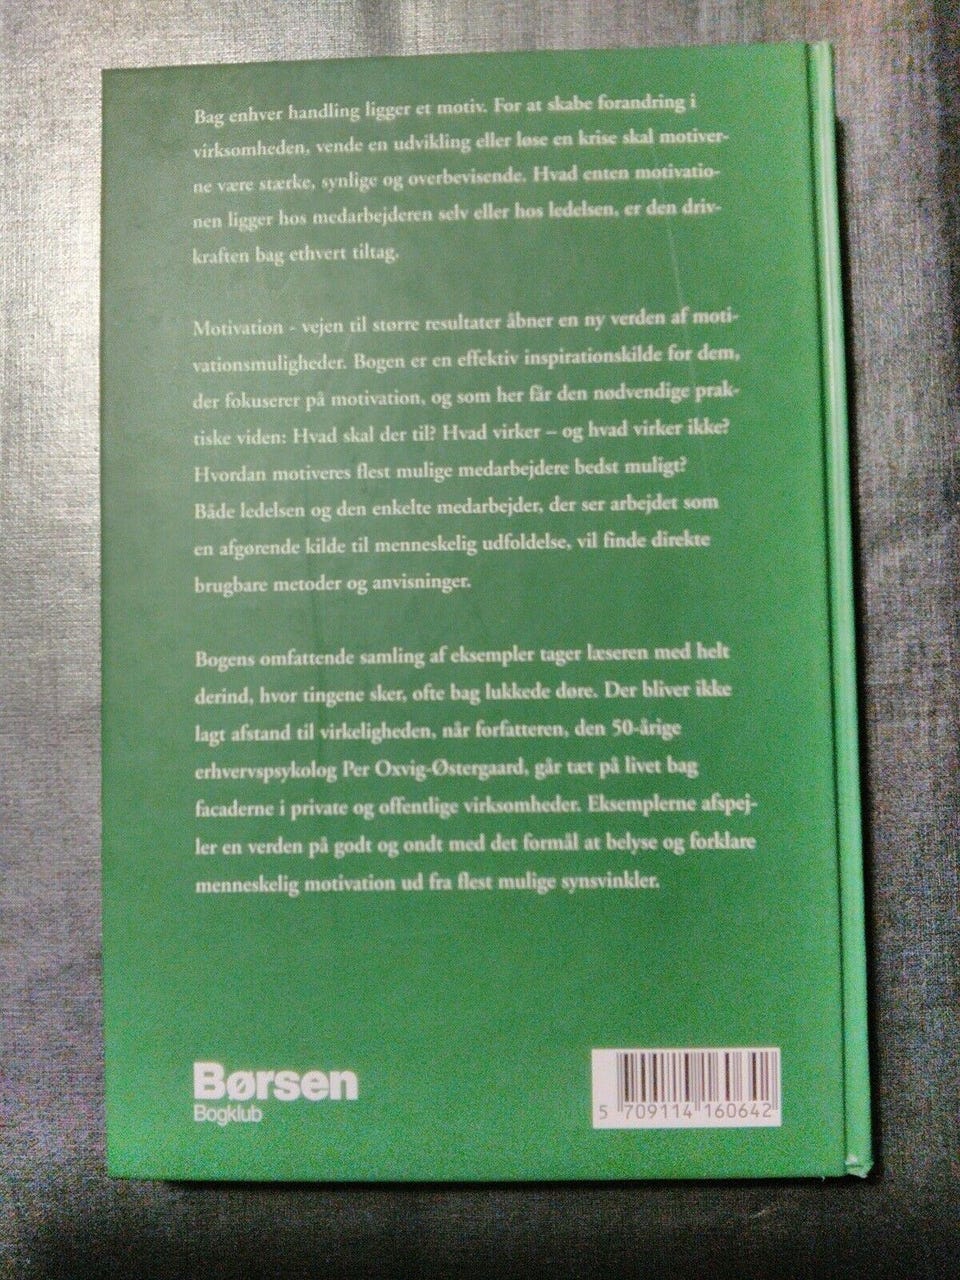 Bag enhver handling ligger et motiv. For at skabe forandring i
virksomheden, vende en udvikling eller løse en krise skal motiver-
ne være stærke, synlige og overbevisende. Hvad enten motivatio-
nen ligger hos medarbejderen selv eller hos ledelsen, er den driv-
kraften bag ethvert tiltag.
Motivation - vejen til større resultater åbner en ny verden af moti-
vationsmuligheder. Bogen er en effektiv inspirationskilde for dem,
der fokuserer på motivation, og som her får den nødvendige prak-
tiske viden: Hvad skal der til? Hvad virker – og hvad virker ikke?
Hvordan motiveres flest mulige medarbejdere bedst muligt?
Både ledelsen og den enkelte medarbejder, der ser arbejdet som
en afgørende kilde til menneskelig udfoldelse, vil finde direkte
brugbare metoder og anvisninger.
Bogens omfattende samling af eksempler tager læseren med helt
derind, hvor tingene sker, ofte bag lukkede døre. Der bliver ikke
lagt afstand til virkeligheden, når forfatteren, den 50-årige
erhvervspsykolog Per Oxvig-Østergaard, går tæt på livet bag
facaderne i private og offentlige virksomheder. Eksemplerne afspej-
ler en verden på godt og ondt med det formål at belyse og forklare
menneskelig motivation ud fra flest mulige synsvinkler.
Børsen
Bogklub
5 709114 160642